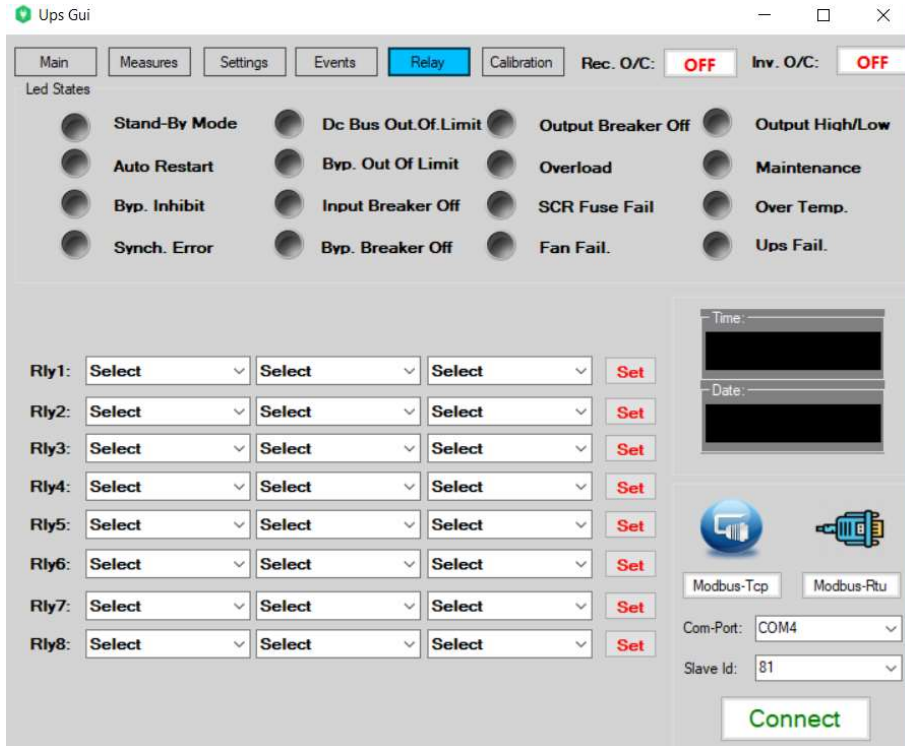 Ups Gui
Main Measures Settings Events Relay Calibration Rec. O/C: OFF Inv. O/C: OFF
Led States
Stand-By Mode Dc Bus Out.Of.Limit Output Breaker Off Output High/Low
Auto Restart Byp. Out Of Limit Overload Maintenance
Byp. Inhibit Input Breaker Off SCR Fuse Fail Over Temp.
Synch. Error Byp. Breaker Off Fan Fail. Ups Fail.
Time:
Rly1: Select Select Select Set
Date:
Rly2: Select Select Select Set
Rly3: Select Select Select Set
Rly4: Select Select Select Set
Rly5: Select Select Select Set
Rly6: Select Select Select Set
Rly7: Select Select Select Set
Rly8: Select Select Select Set
Modbus-Tcp Modbus-Rtu
Com-Port: COM4
Slave Id: 81
Connect